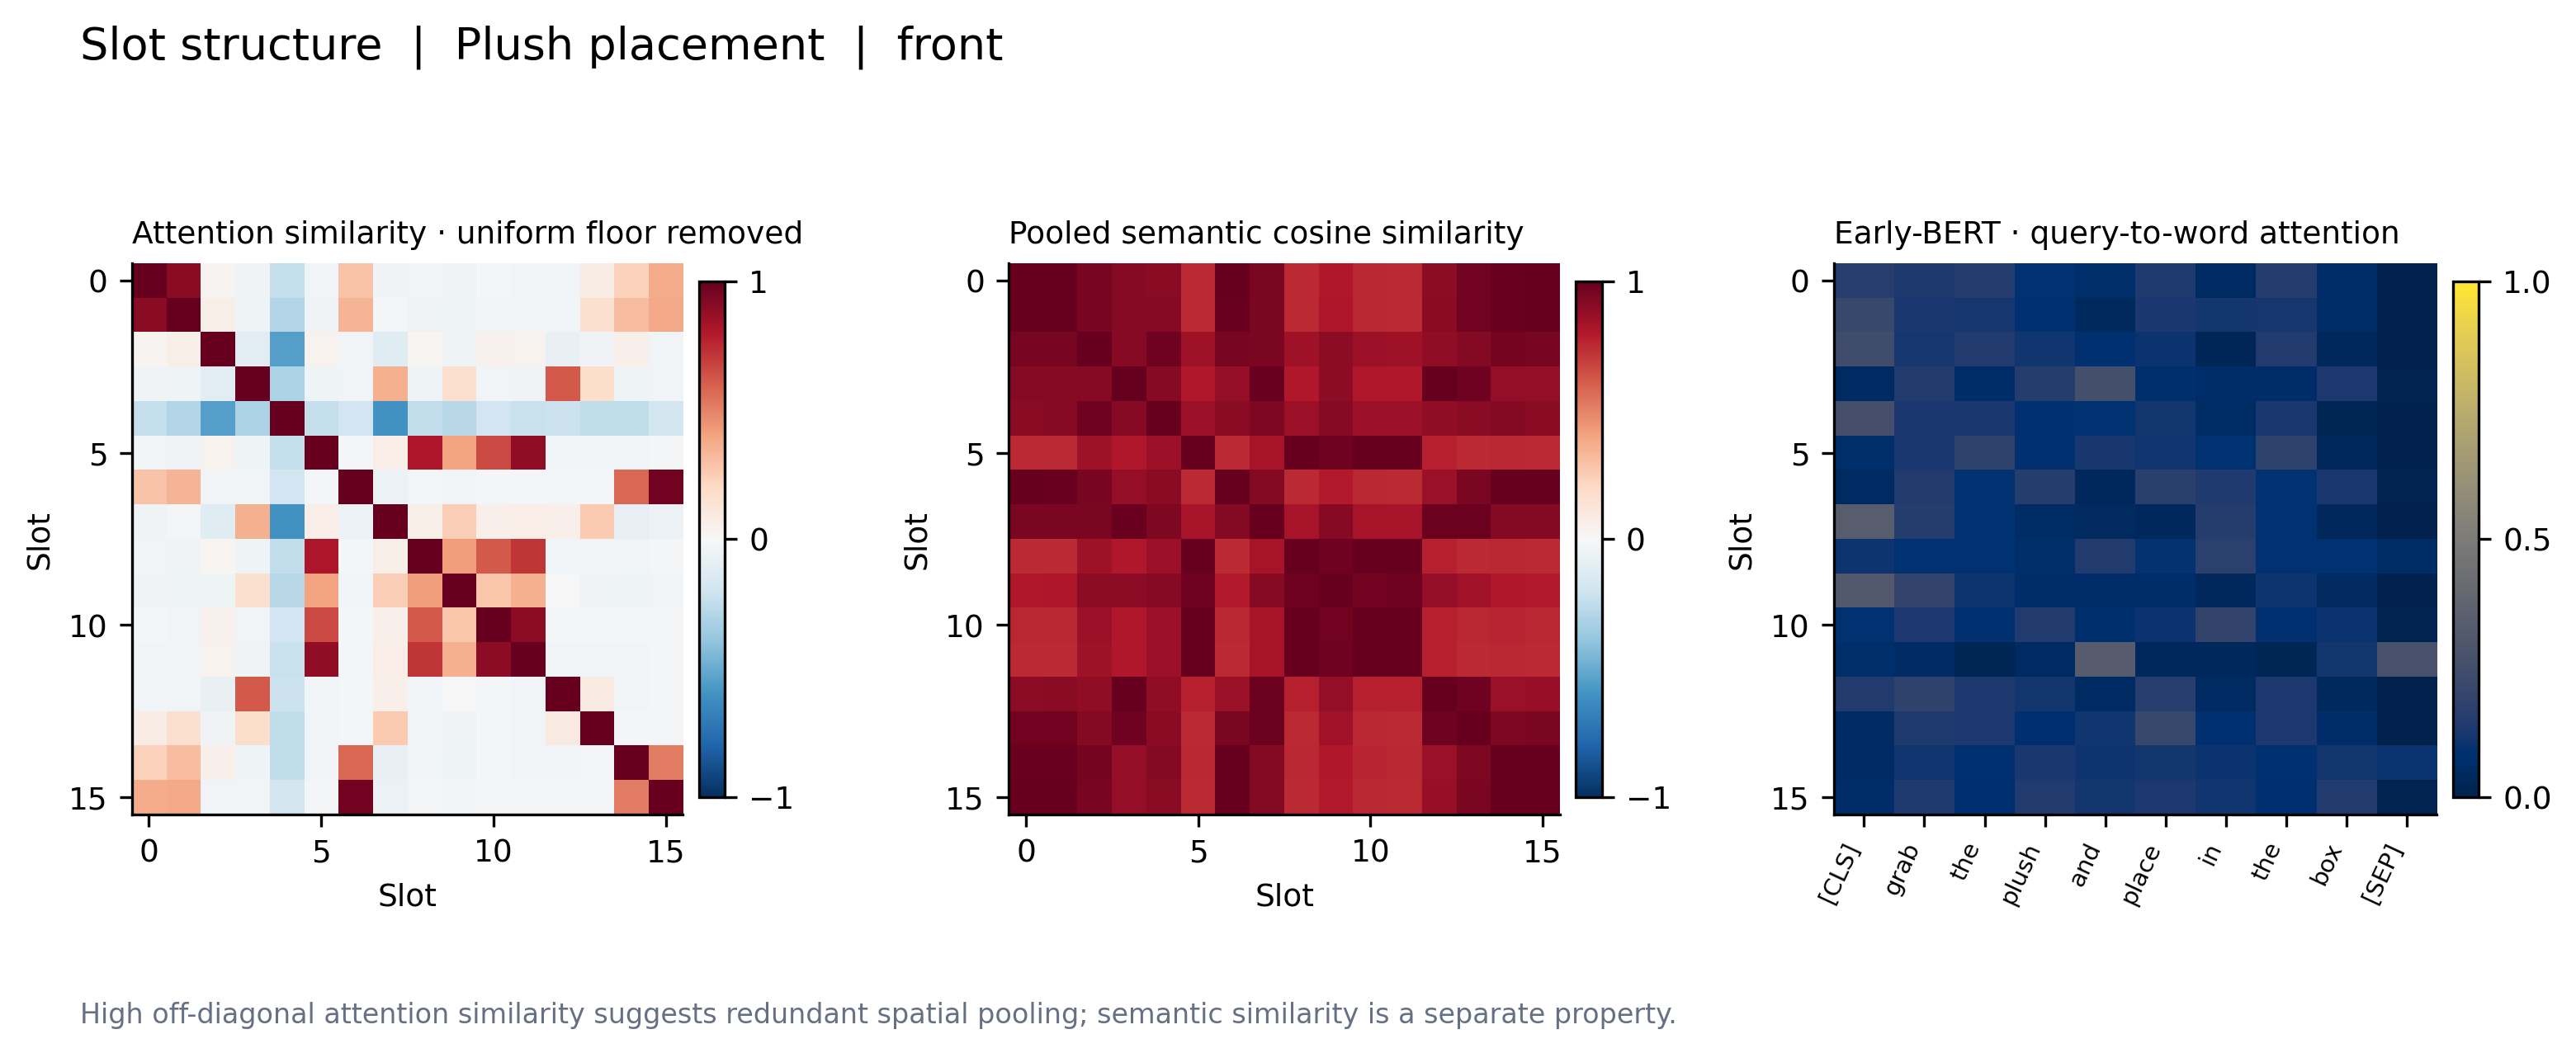 Slot structure | Plush placement | front
Attention similarity · uniform floor removed
0
5
10
15
Slot
0
5
10
15
Slot
1
0
−1
Pooled semantic cosine similarity
0
5
10
15
Slot
0
5
10
15
Slot
1
0
−1
Early-BERT · query-to-word attention
0
5
10
15
Slot
[CLS]
grab
the
plush
and
place
in
the
box
[SEP]
1.0
0.5
0.0
High off-diagonal attention similarity suggests redundant spatial pooling; semantic similarity is a separate property.